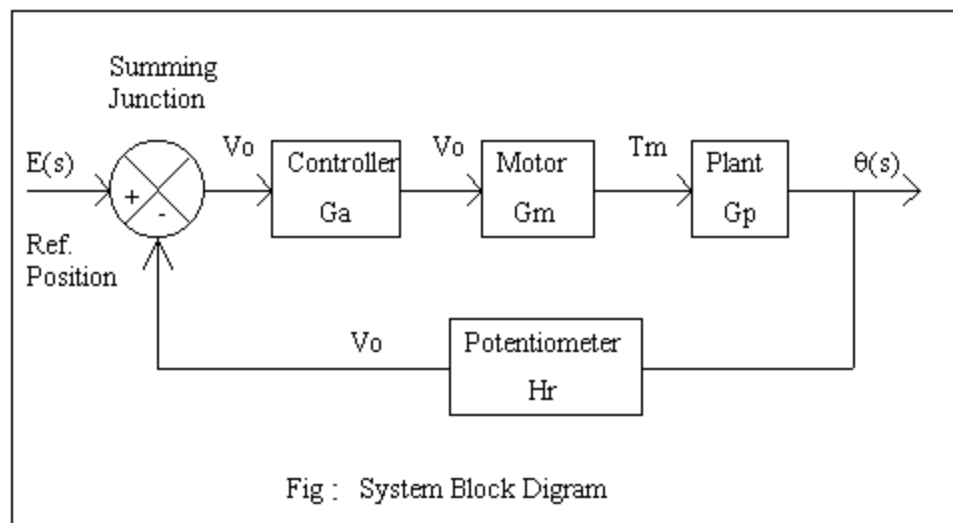 Summing
Junction
E(s)
+
-
Ref.
Position
Vo
Controller
Ga
Vo
Motor
Gm
Tm
Plant
Gp
θ(s)
Vo
Potentiometer
Hr
Fig : System Block Digram